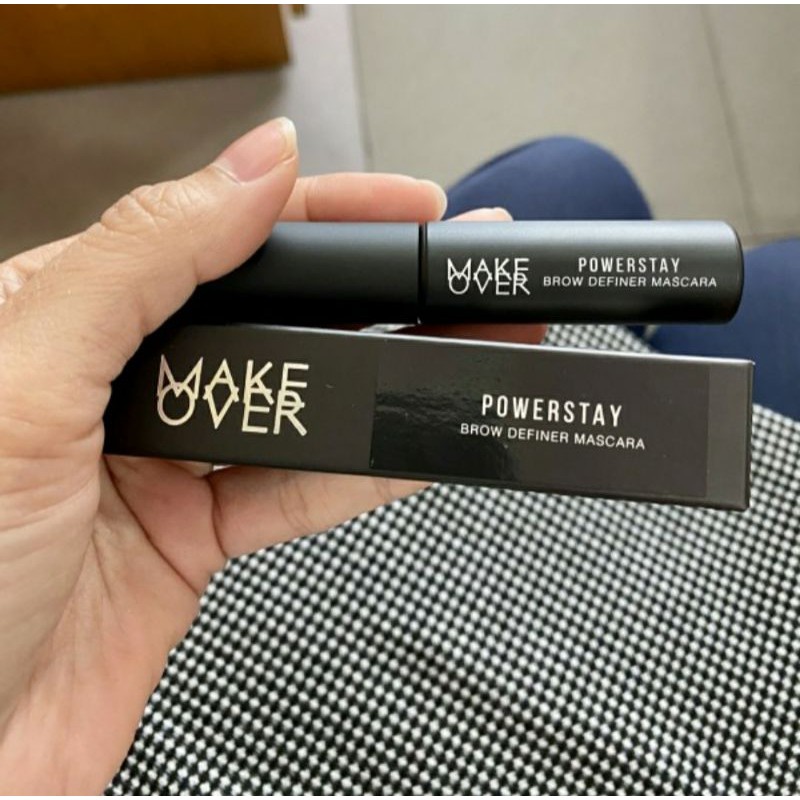 MAKE
OVER
POWERSTAY
BROW DEFINER MASCARA
MAKE
OVER
POWERSTAY
BROW DEFINER MASCARA